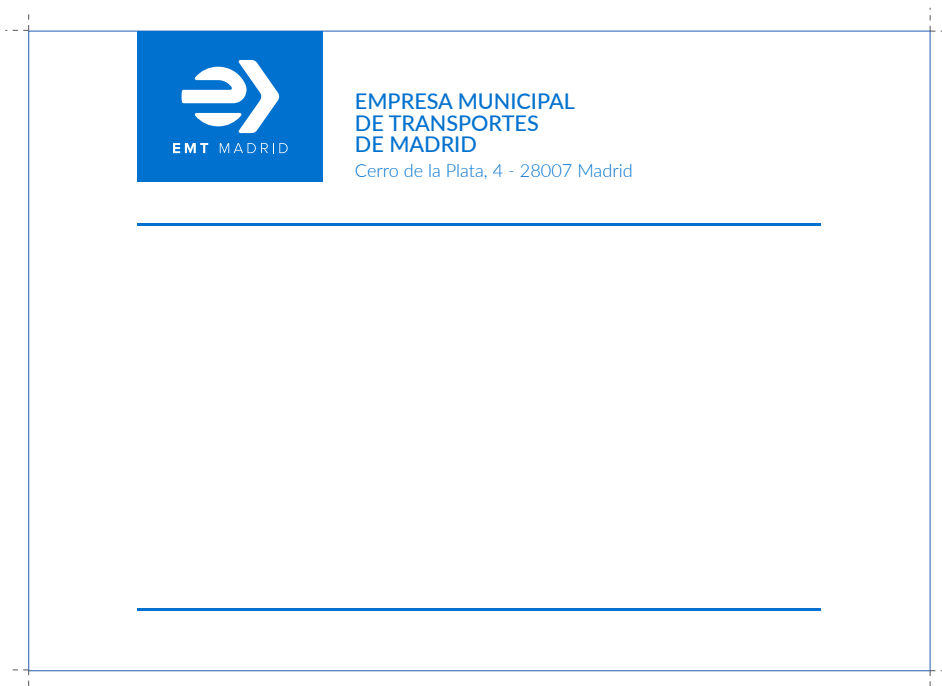 EMT MADRID
EMPRESA MUNICIPAL
DE TRANSPORTES
DE MADRID
Cerro de la Plata, 4 - 28007 Madrid